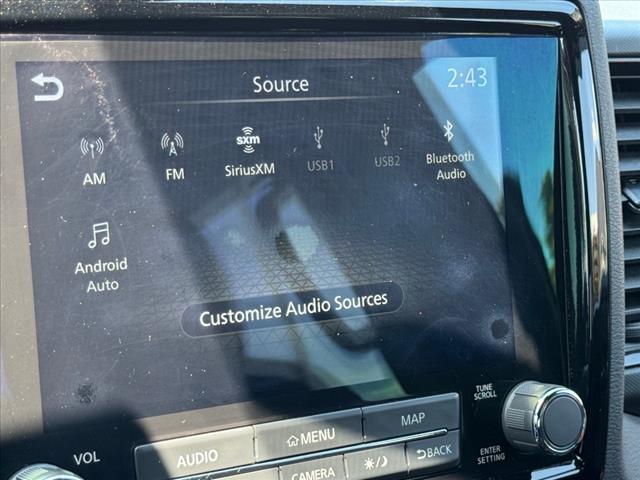 Source
2:43
AM
FM
sxm
SiriusXM
USB1
USB2
Bluetooth
Audio
Android
Auto
Customize Audio Sources
VOL
AUDIO
MENU
MAP
CAMERA
BACK
TUNE
SCROLL
ENTER
SETTING